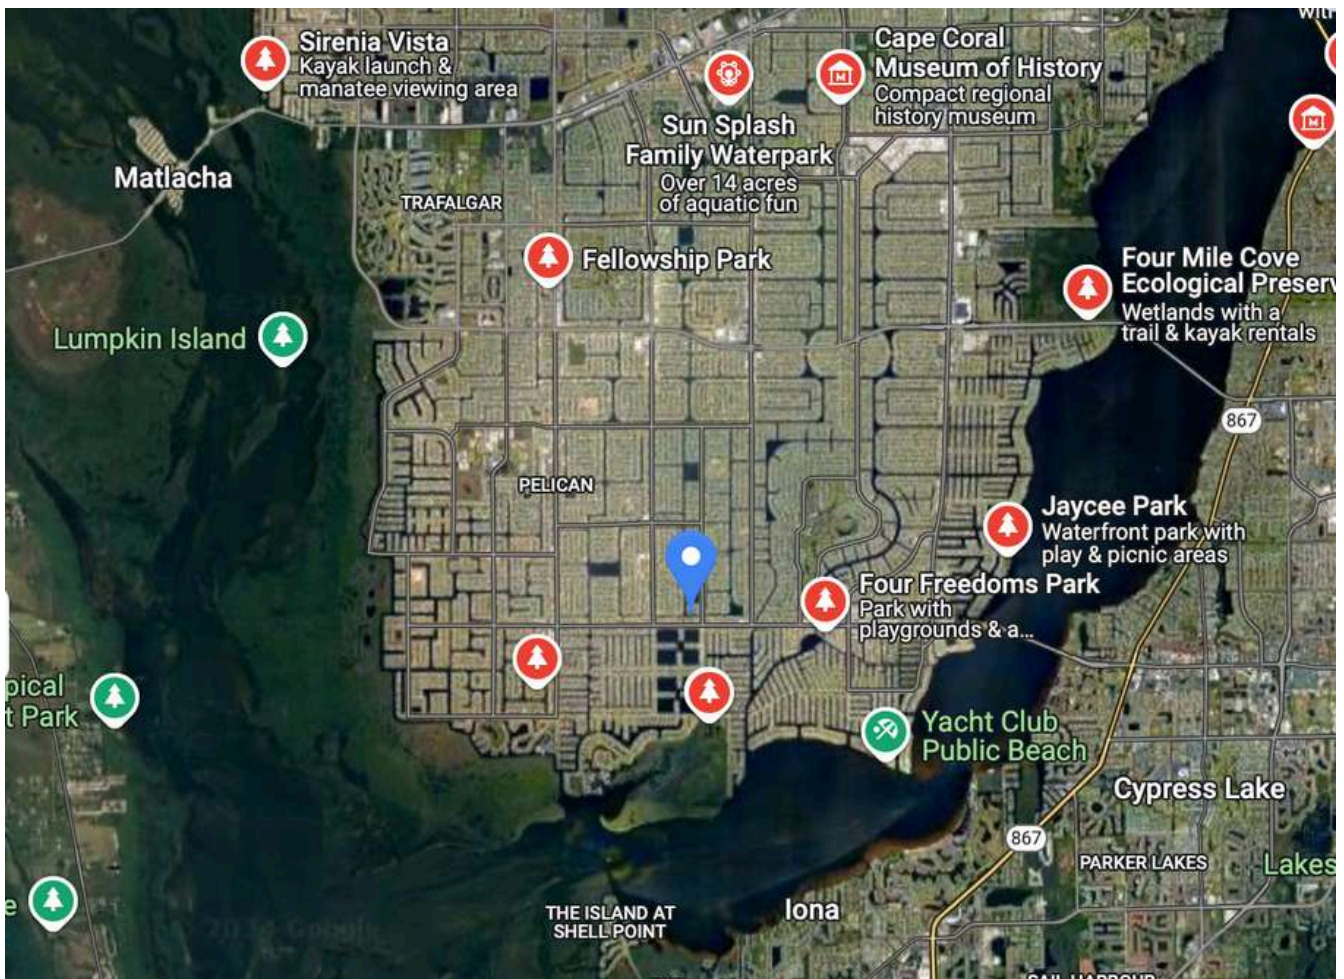 with
Sirenia Vista
Kayak launch &
manatee viewing area
Cape Coral
Museum of History
Compact regional
history museum
Sun Splash
Family Waterpark
Over 14 acres
of aquatic fun
Matlacha
TRAFALGAR
Fellowship Park
Four Mile Cove
Ecological Preserv
Wetlands with a
trail & kayak rentals
Lumpkin Island
867
PELICAN
Jaycee Park
Waterfront park with
play & picnic areas
Four Freedoms Park
Park with
playgrounds & a...
pical
t Park
Yacht Club
Public Beach
Cypress Lake
867
PARKER LAKES
Lakes
e
THE ISLAND AT
SHELL POINT
Iona